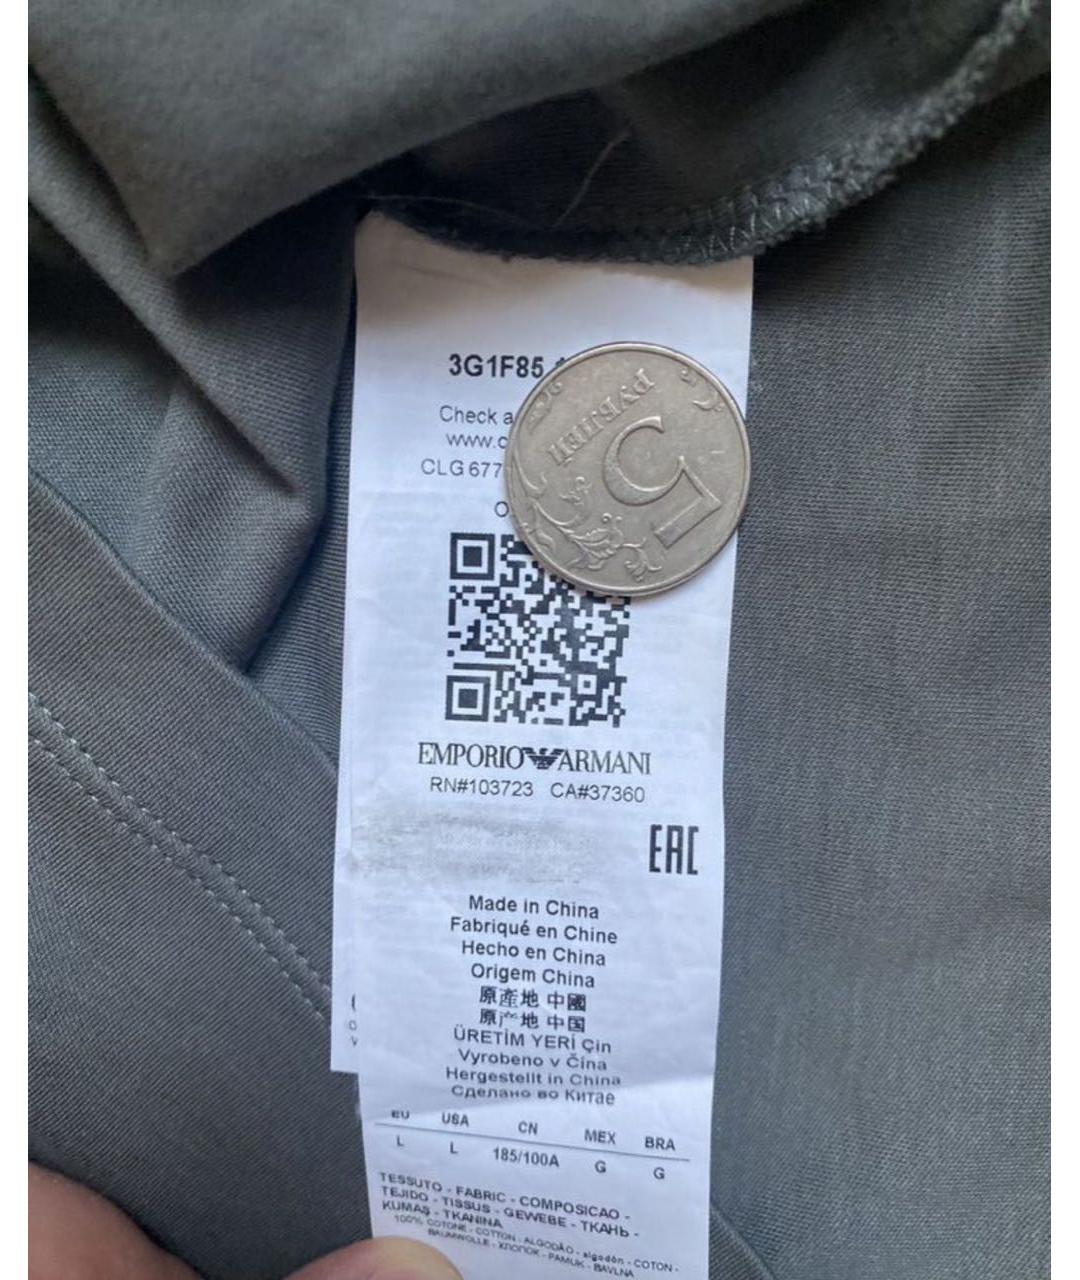 3G1F85
Check a
www.c
CLG 677
РУБЛЕЙ
5
EMPORIO ARMANI
RN#103723 CA#37360
EAC
Made in China
Fabriqué en Chine
Hecho en China
Origem China
原產地 中國
原产地 中国
ÜRETİM YERİ Çin
Vyrobeno v Čína
Hergestellt in China
Сделано во Китае
EU USA CN MEX BRA
L L 185/100A G G
TESSUTO - FABRIC - COMPOSICAO -
TEJIDO - TISSUS - GEWEBE - ТКАНЬ -
KUMAŞ - TKANINA
100% COTONE - COTTON - ALGODÃO - algodón - COTON -
BAUMWOLLE - ХЛОПОК - PAMUK - BAVLNA